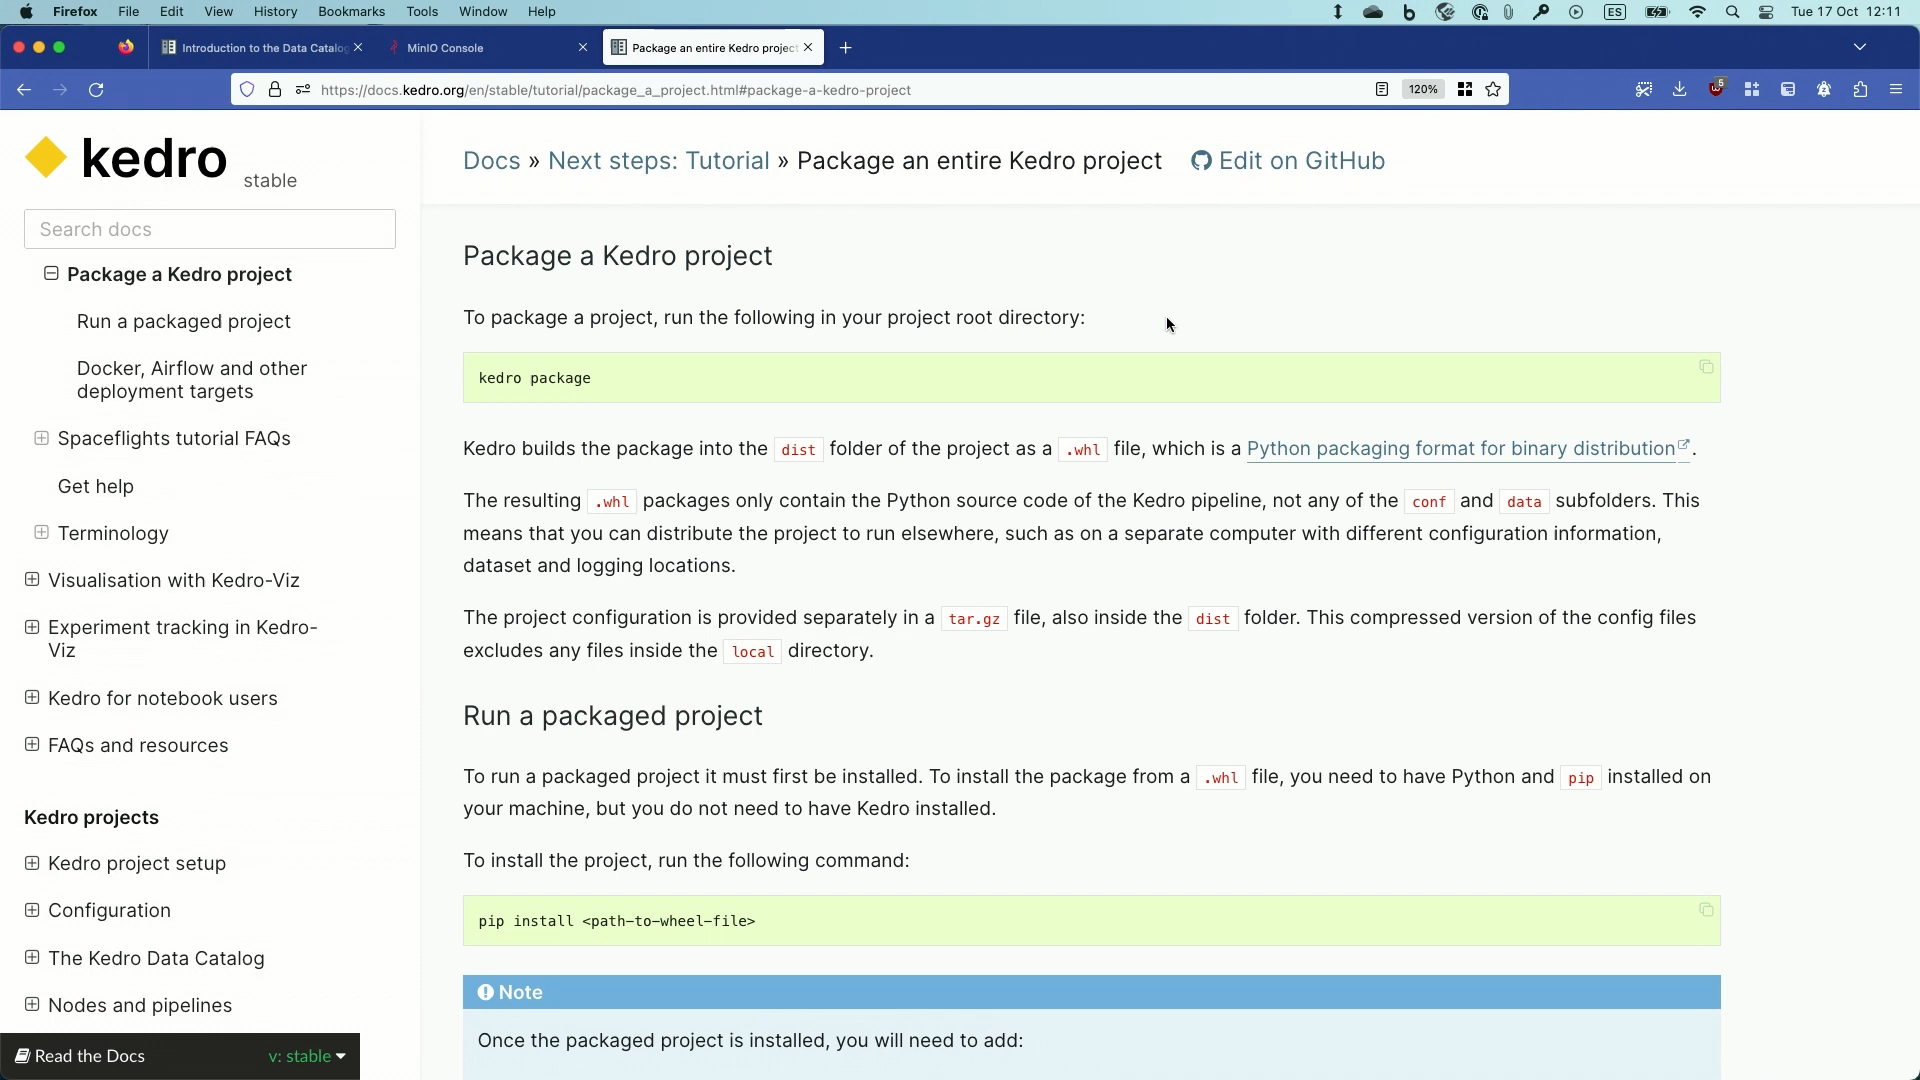 Firefox File Edit View History Bookmarks Tools Window Help ES Tue 17 Oct 12:11
Introduction to the Data Catalog MinIO Console Package an entire Kedro project
https://docs.kedro.org/en/stable/tutorial/package_a_project.html#package-a-kedro-project 120% 5
kedro stable
Search docs
Package a Kedro project
Run a packaged project
Docker, Airflow and other
deployment targets
Spaceflights tutorial FAQs
Get help
Terminology
Visualisation with Kedro-Viz
Experiment tracking in Kedro-
Viz
Kedro for notebook users
FAQs and resources
Kedro projects
Kedro project setup
Configuration
The Kedro Data Catalog
Nodes and pipelines
Read the Docs v: stable
Docs » Next steps: Tutorial » Package an entire Kedro project Edit on GitHub
Package a Kedro project
To package a project, run the following in your project root directory:
kedro package
Kedro builds the package into the dist folder of the project as a .whl file, which is a Python packaging format for binary distribution.
The resulting .whl packages only contain the Python source code of the Kedro pipeline, not any of the conf and data subfolders. This
means that you can distribute the project to run elsewhere, such as on a separate computer with different configuration information,
dataset and logging locations.
The project configuration is provided separately in a tar.gz file, also inside the dist folder. This compressed version of the config files
excludes any files inside the local directory.
Run a packaged project
To run a packaged project it must first be installed. To install the package from a .whl file, you need to have Python and pip installed on
your machine, but you do not need to have Kedro installed.
To install the project, run the following command:
pip install <path-to-wheel-file>
Note
Once the packaged project is installed, you will need to add: